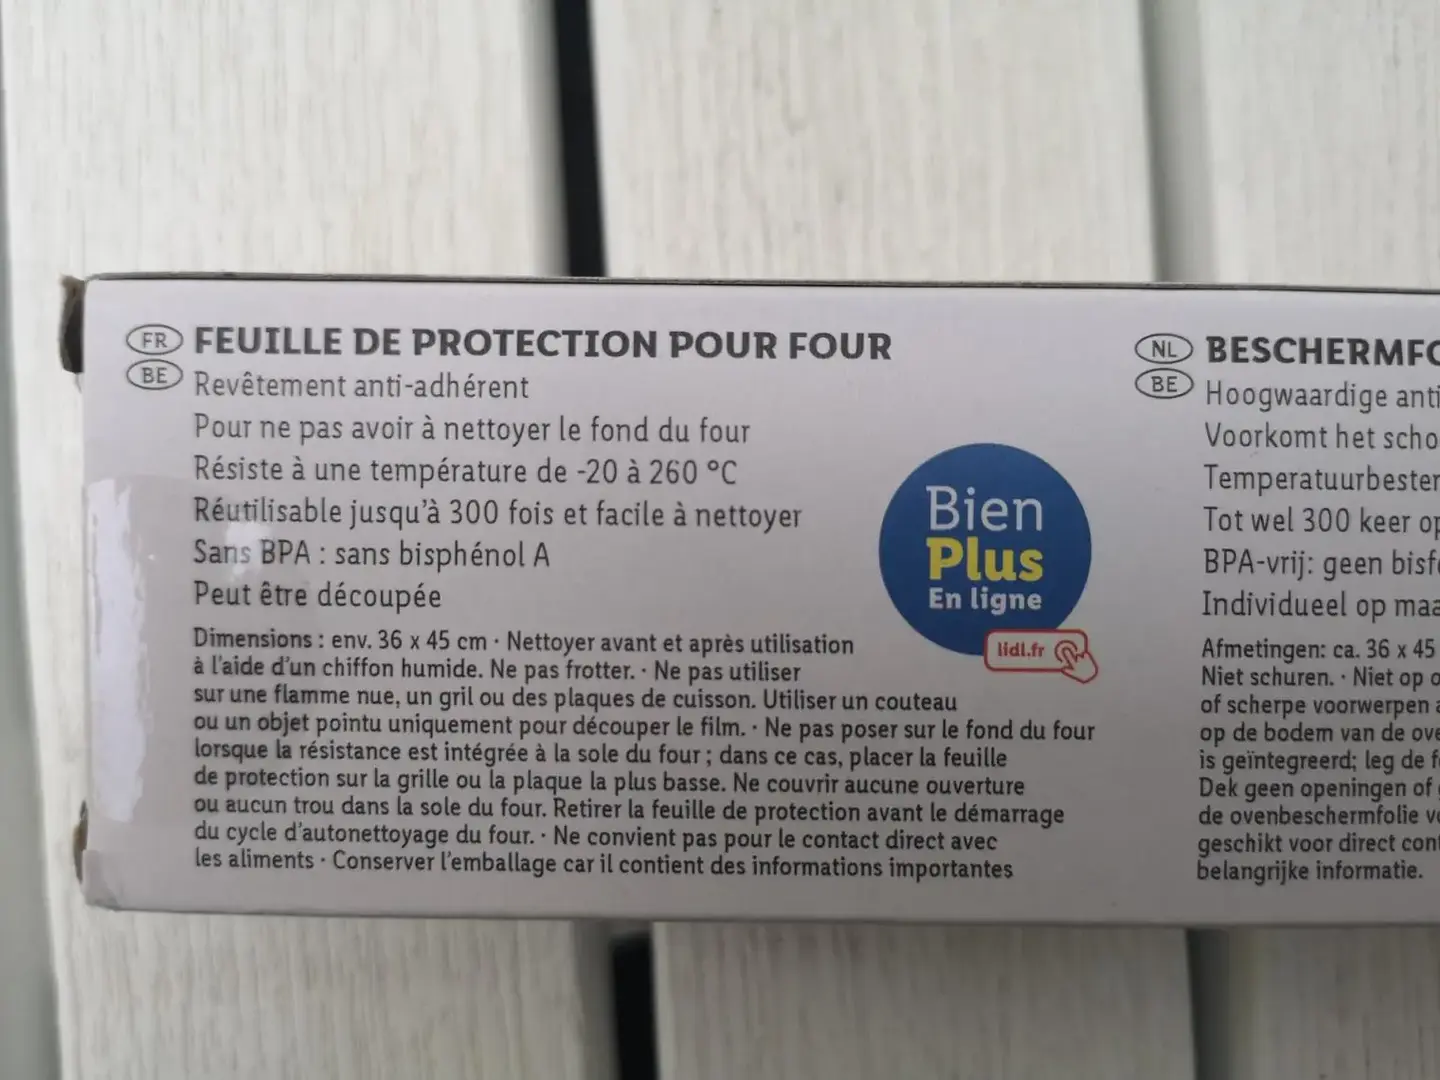 FR
BE
FEUILLE DE PROTECTION POUR FOUR
Revêtement anti-adhérent
Pour ne pas avoir à nettoyer le fond du four
Résiste à une température de -20 à 260 °C
Réutilisable jusqu'à 300 fois et facile à nettoyer
Sans BPA : sans bisphénol A
Peut être découpée
Dimensions : env. 36 x 45 cm · Nettoyer avant et après utilisation
à l'aide d'un chiffon humide. Ne pas frotter. · Ne pas utiliser
sur une flamme nue, un gril ou des plaques de cuisson. Utiliser un couteau
ou un objet pointu uniquement pour découper le film. · Ne pas poser sur le fond du four
lorsque la résistance est intégrée à la sole du four ; dans ce cas, placer la feuille
de protection sur la grille ou la plaque la plus basse. Ne couvrir aucune ouverture
ou aucun trou dans la sole du four. Retirer la feuille de protection avant le démarrage
du cycle d'autonettoyage du four. · Ne convient pas pour le contact direct avec
les aliments · Conserver l'emballage car il contient des informations importantes
Bien
Plus
En ligne
lidl.fr
NL
BE
BESCHERMFO
Hoogwaardige anti
Voorkomt het scho
Temperatuurbesten
Tot wel 300 keer op
BPA-vrij: geen bisfe
Individueel op maa
Afmetingen: ca. 36 x 45
Niet schuren. · Niet op o
of scherpe voorwerpen a
op de bodem van de ove
is geïntegreerd; leg de f
Dek geen openingen of g
de ovenbeschermfolie v
geschikt voor direct cont
belangrijke informatie.